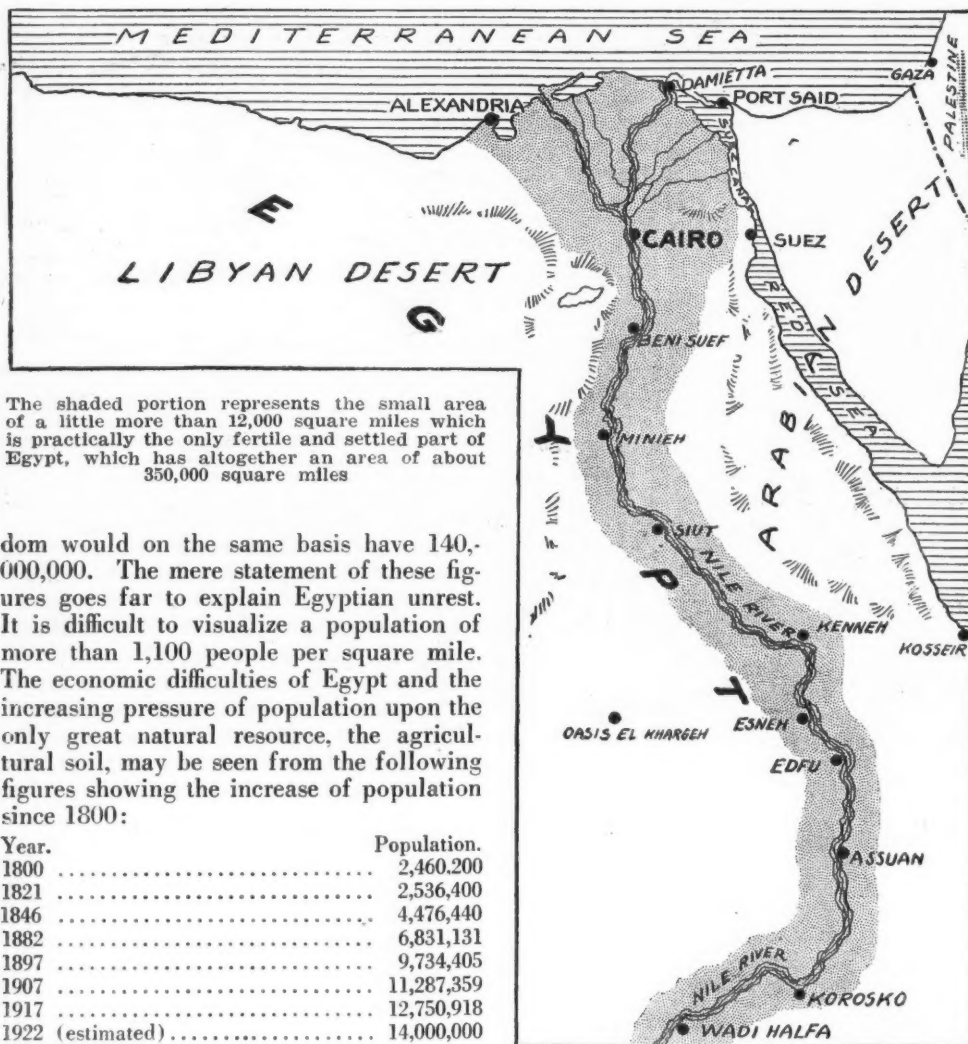 MEDITERRANEAN SEA
DAMIETTA
GAZA
PALESTINE
ALEXANDRIA
PORT SAID
SUEZ CANAL
E
CAIRO
SUEZ
DESERT
LIBYAN DESERT
RED SEA
G
BENI SUEF
ARABIAN
Y
MINIEH
SIUT
NILE RIVER
P
KENNEH
KOSSEIR
T
OASIS EL KHARGEH
ESNEH
EDFU
ASSUAN
NILE RIVER
KOROSKO
WADI HALFA
The shaded portion represents the small area
of a little more than 12,000 square miles which
is practically the only fertile and settled part of
Egypt, which has altogether an area of about
350,000 square miles
dom would on the same basis have 140,-
000,000. The mere statement of these fig-
ures goes far to explain Egyptian unrest.
It is difficult to visualize a population of
more than 1,100 people per square mile.
The economic difficulties of Egypt and the
increasing pressure of population upon the
only great natural resource, the agricul-
tural soil, may be seen from the following
figures showing the increase of population
since 1800:
Year. Population.
1800 .............................. 2,460,200
1821 .............................. 2,536,400
1846 .............................. 4,476,440
1882 .............................. 6,831,131
1897 .............................. 9,734,405
1907 .............................. 11,287,359
1917 .............................. 12,750,918
1922 (estimated).................... 14,000,000